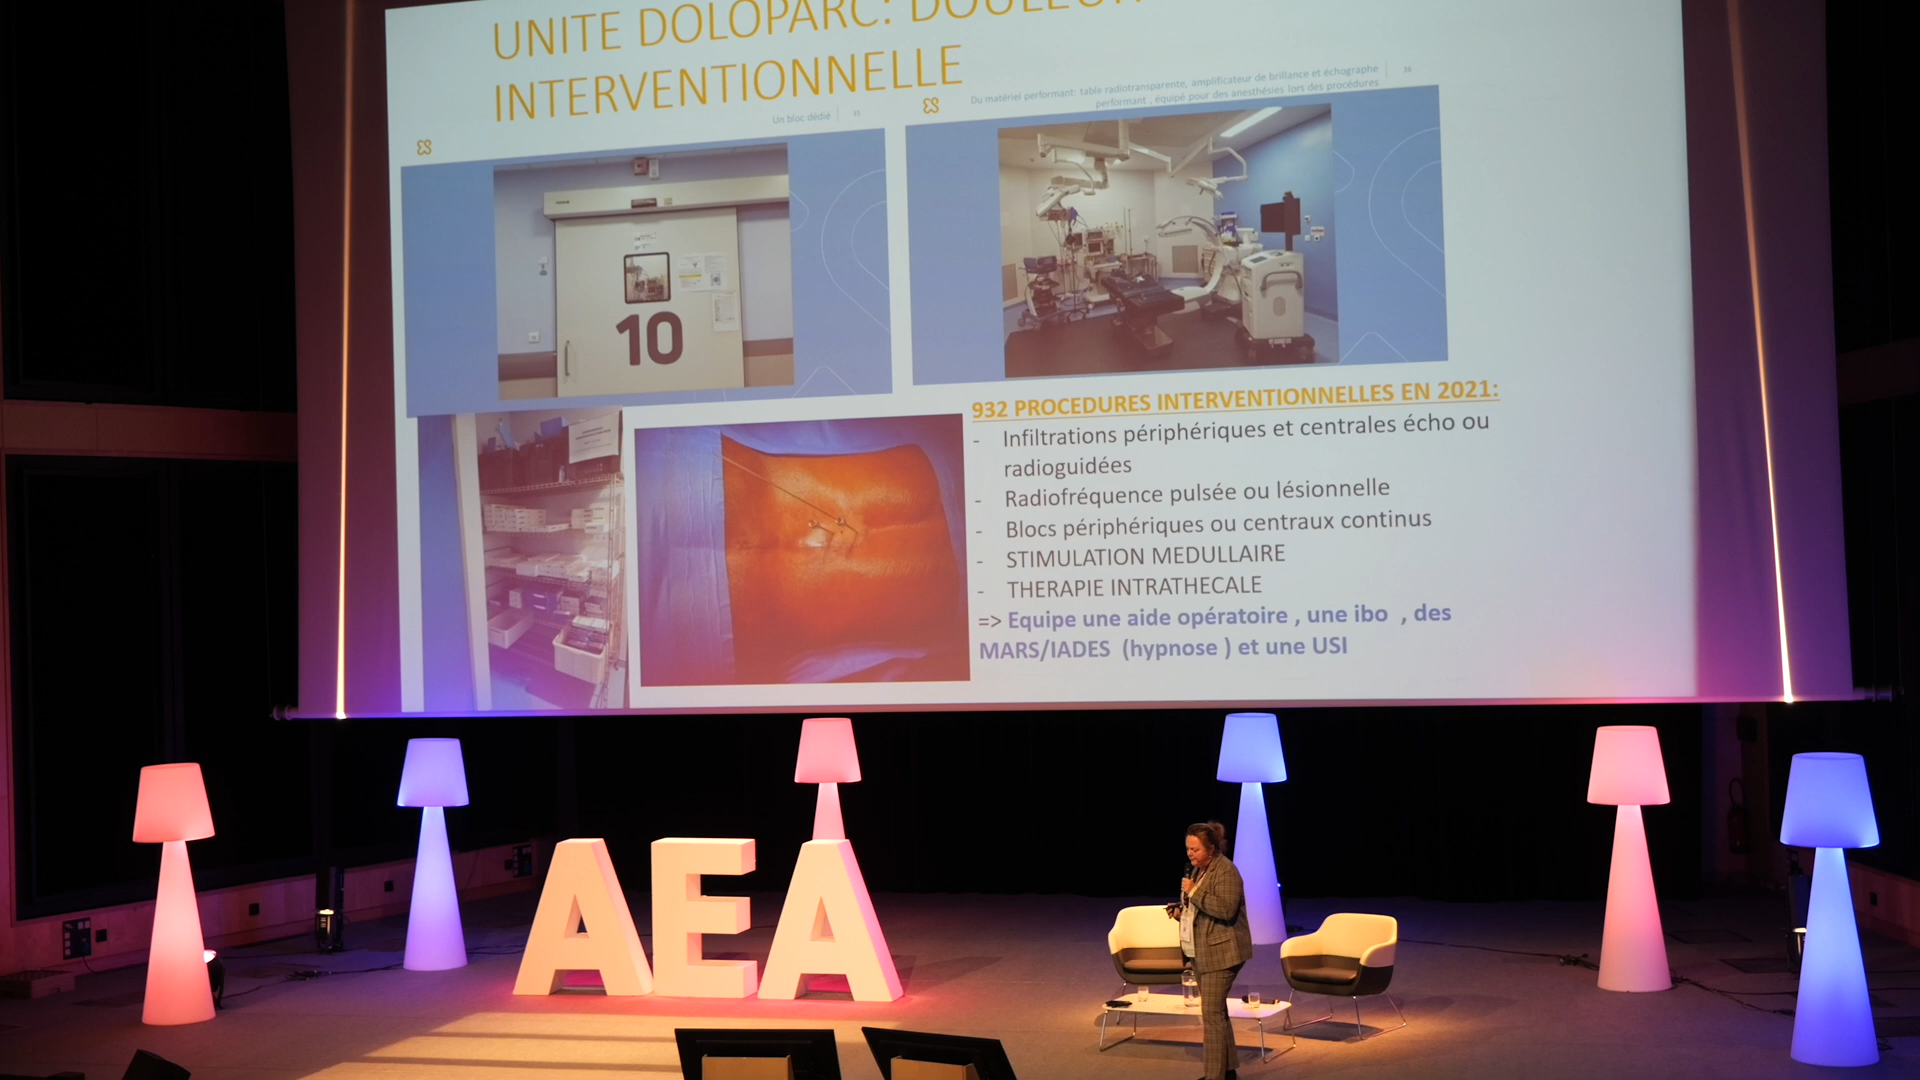 UNITE DOLOPARC: DOULEUR
INTERVENTIONNELLE
Un bloc dédié
Du matériel performant: table radiotransparente, amplificateur de brillance et échographe
performant , équipé pour des anesthésies lors des procédures
36
10
932 PROCEDURES INTERVENTIONNELLES EN 2021:
- Infiltrations périphériques et centrales écho ou
radioguidées
- Radiofréquence pulsée ou lésionnelle
- Blocs périphériques ou centraux continus
- STIMULATION MEDULLAIRE
- THERAPIE INTRATHECALE
=> Equipe une aide opératoire , une ibo , des
MARS/IADES (hypnose ) et une USI
AEA